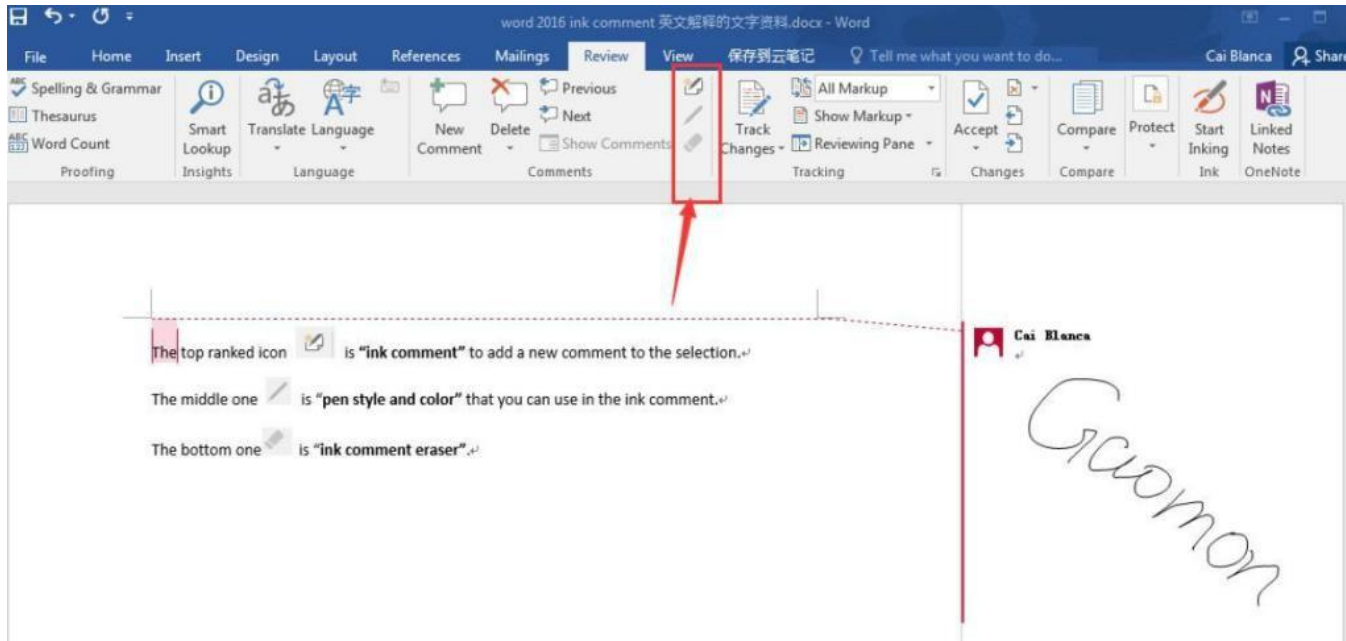 word 2016 ink comment 英文解释的文字资料.docx - Word
File Home Insert Design Layout References Mailings Review View 保存到云笔记 Tell me what you want to do... Cai Blanca Share
ABC Spelling & Grammar
Thesaurus
ABC Word Count
Proofing
Smart Lookup
Insights
Translate Language
Language
New Comment
Delete
Previous
Next
Show Comments
Comments
Track Changes
All Markup
Show Markup
Reviewing Pane
Tracking
Accept
Changes
Compare
Compare
Protect
Start Inking
Ink
Linked Notes
OneNote
The top ranked icon is “ink comment” to add a new comment to the selection.
The middle one is “pen style and color” that you can use in the ink comment.
The bottom one is “ink comment eraser”.
Cai Blanca
Gaomon